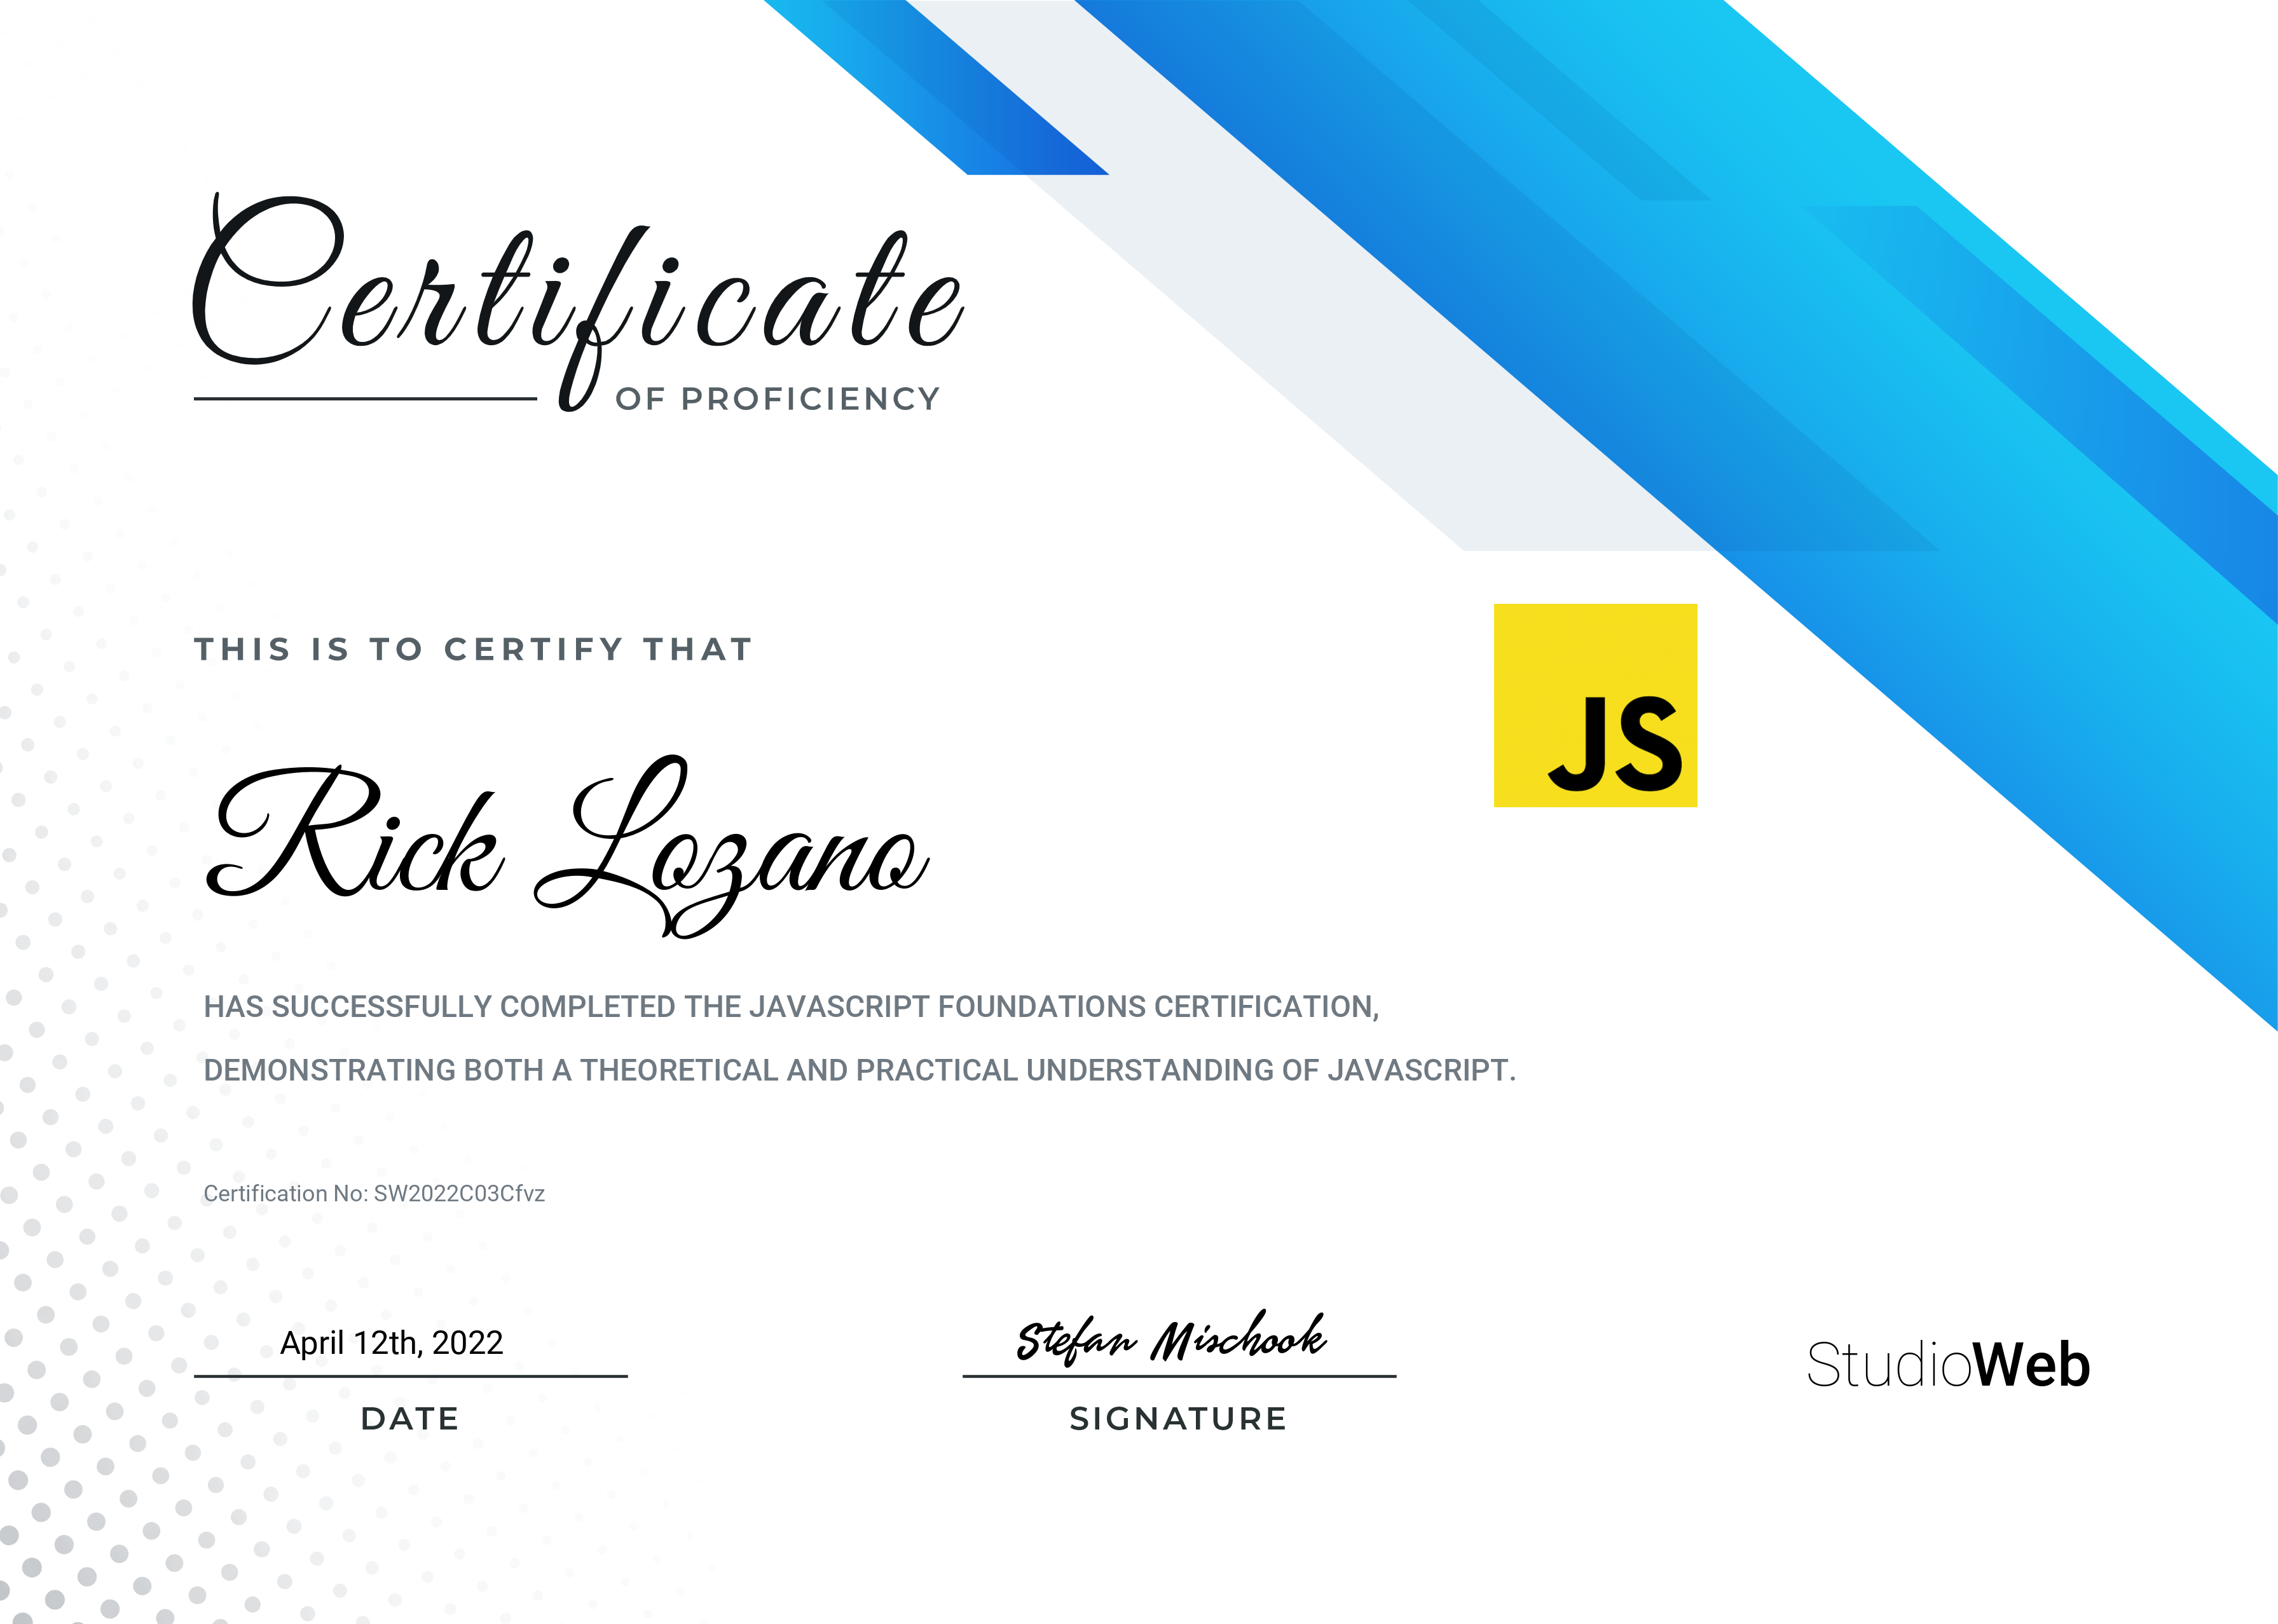 Certificate
OF PROFICIENCY
THIS IS TO CERTIFY THAT
JS
Rick Lozano
HAS SUCCESSFULLY COMPLETED THE JAVASCRIPT FOUNDATIONS CERTIFICATION,
DEMONSTRATING BOTH A THEORETICAL AND PRACTICAL UNDERSTANDING OF JAVASCRIPT.
Certification No: SW2022C03Cfvz
April 12th, 2022
DATE
Stefan Mischook
SIGNATURE
StudioWeb